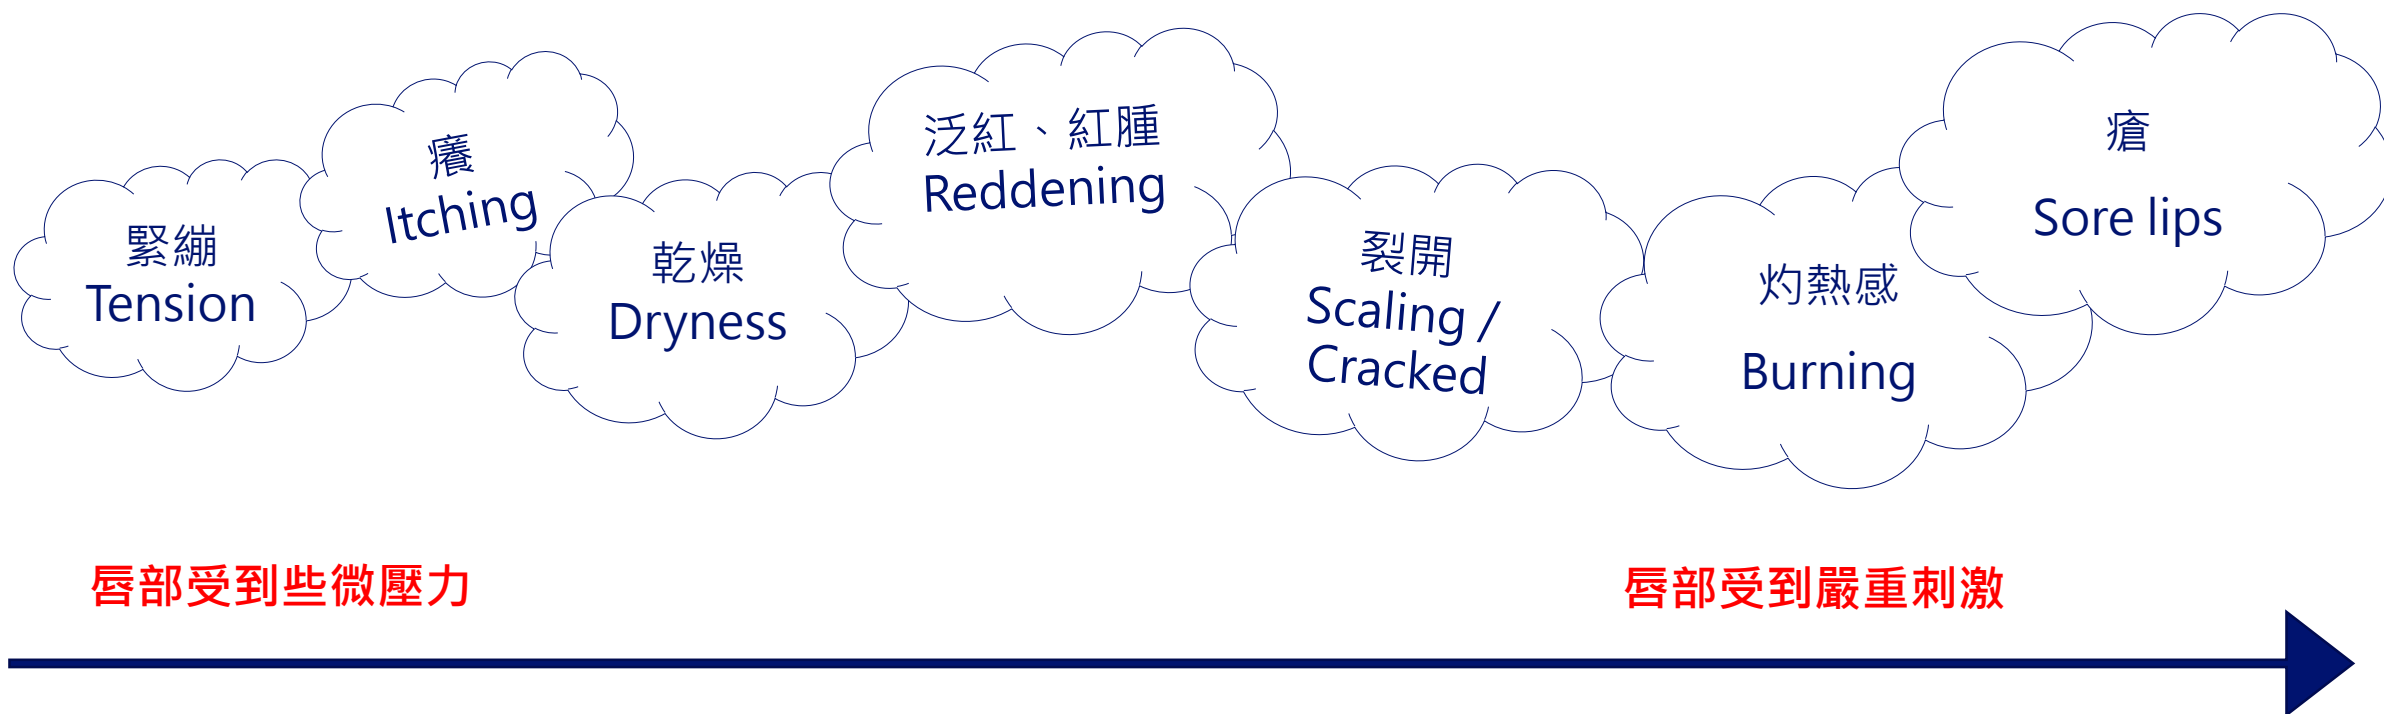 緊繃
Tension
癢
Itching
乾燥
Dryness
泛紅、紅腫
Reddening
裂開
Scaling /
Cracked
灼熱感
Burning
瘡
Sore lips
唇部受到些微壓力
唇部受到嚴重刺激